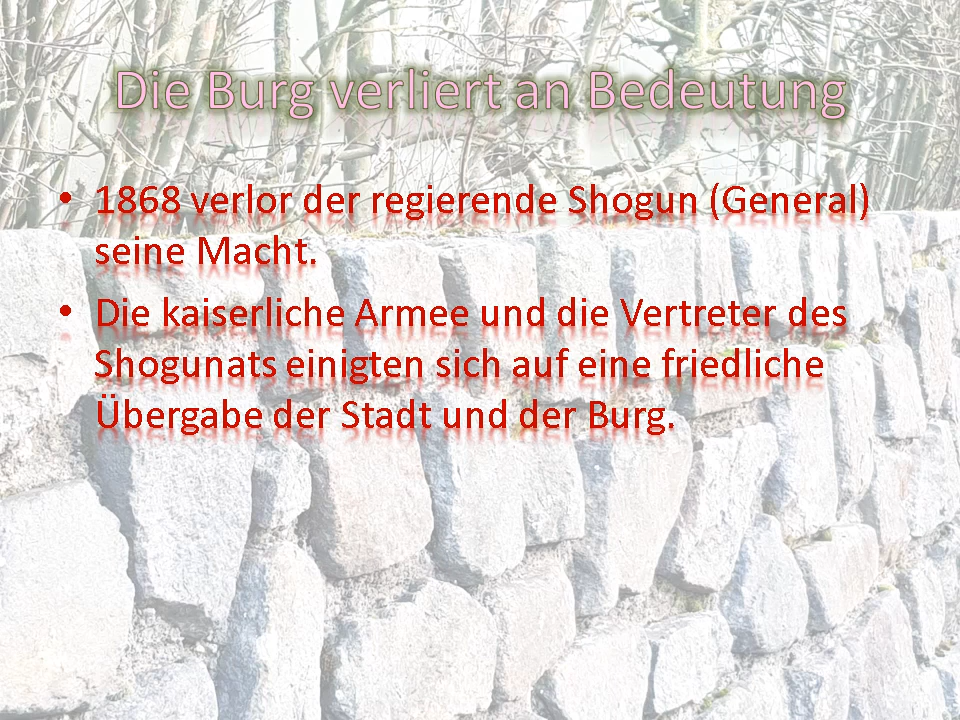 Die Burg verliert an Bedeutung
• 1868 verlor der regierende Shogun (General)
seine Macht.
• Die kaiserliche Armee und die Vertreter des
Shogunats einigten sich auf eine friedliche
Übergabe der Stadt und der Burg.